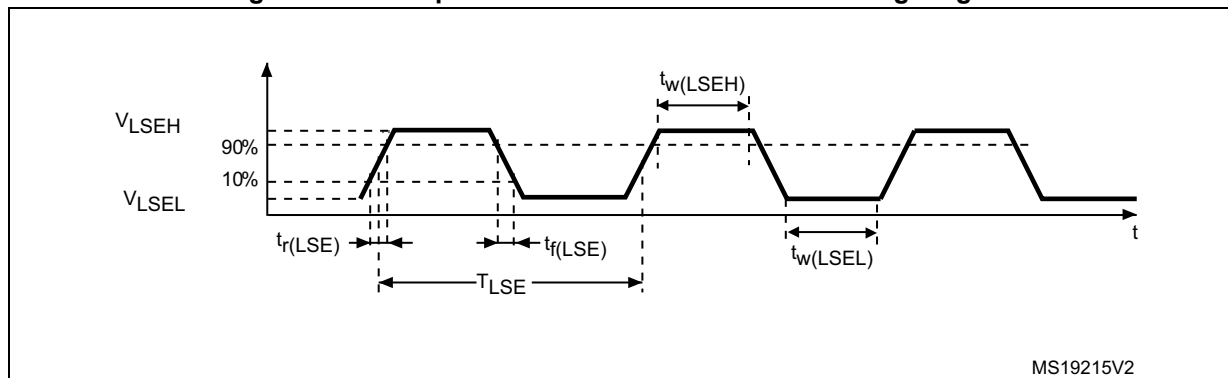 tw(LSEH)
VLSEH
90%
10%
VLSEL
tr(LSE)
tf(LSE)
tw(LSEL)
t
TLSE
MS19215V2